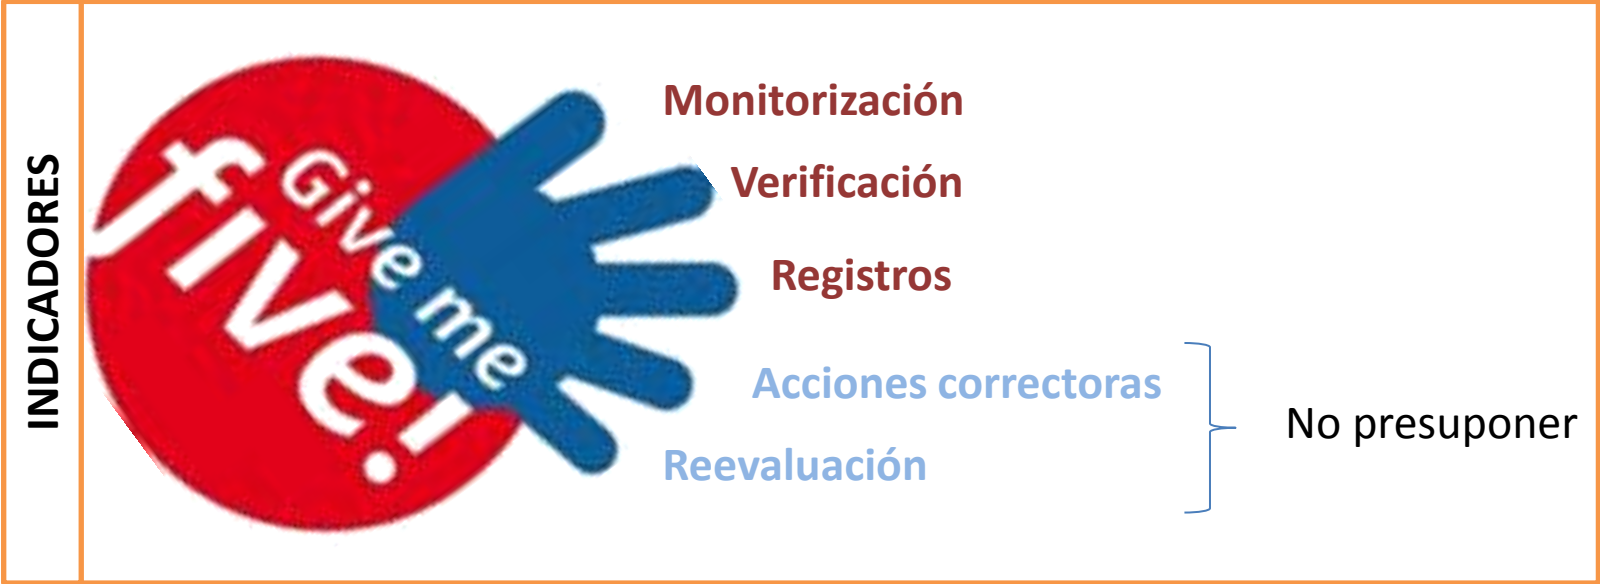 INDICADORES
Give me
five!
Monitorización
Verificación
Registros
Acciones correctoras
Reevaluación
No presuponer